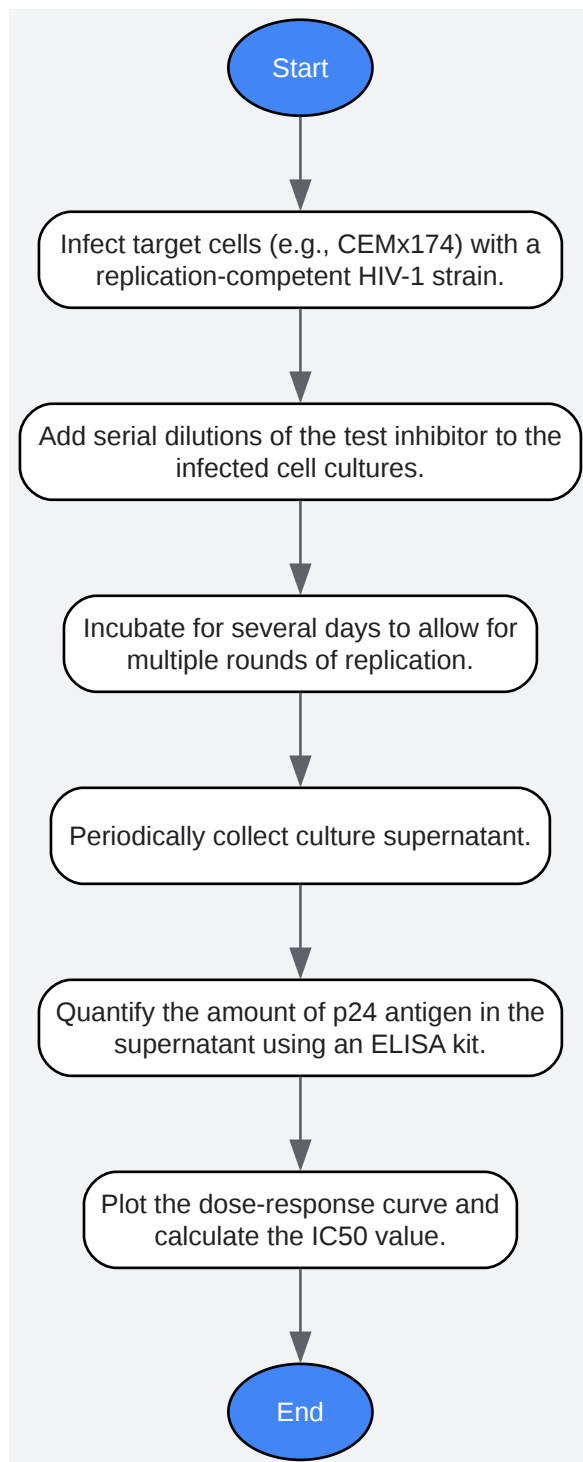 Start
Infect target cells (e.g., CEMx174) with a
replication-competent HIV-1 strain.
Add serial dilutions of the test inhibitor to the
infected cell cultures.
Incubate for several days to allow for
multiple rounds of replication.
Periodically collect culture supernatant.
Quantify the amount of p24 antigen in the
supernatant using an ELISA kit.
Plot the dose-response curve and
calculate the IC50 value.
End